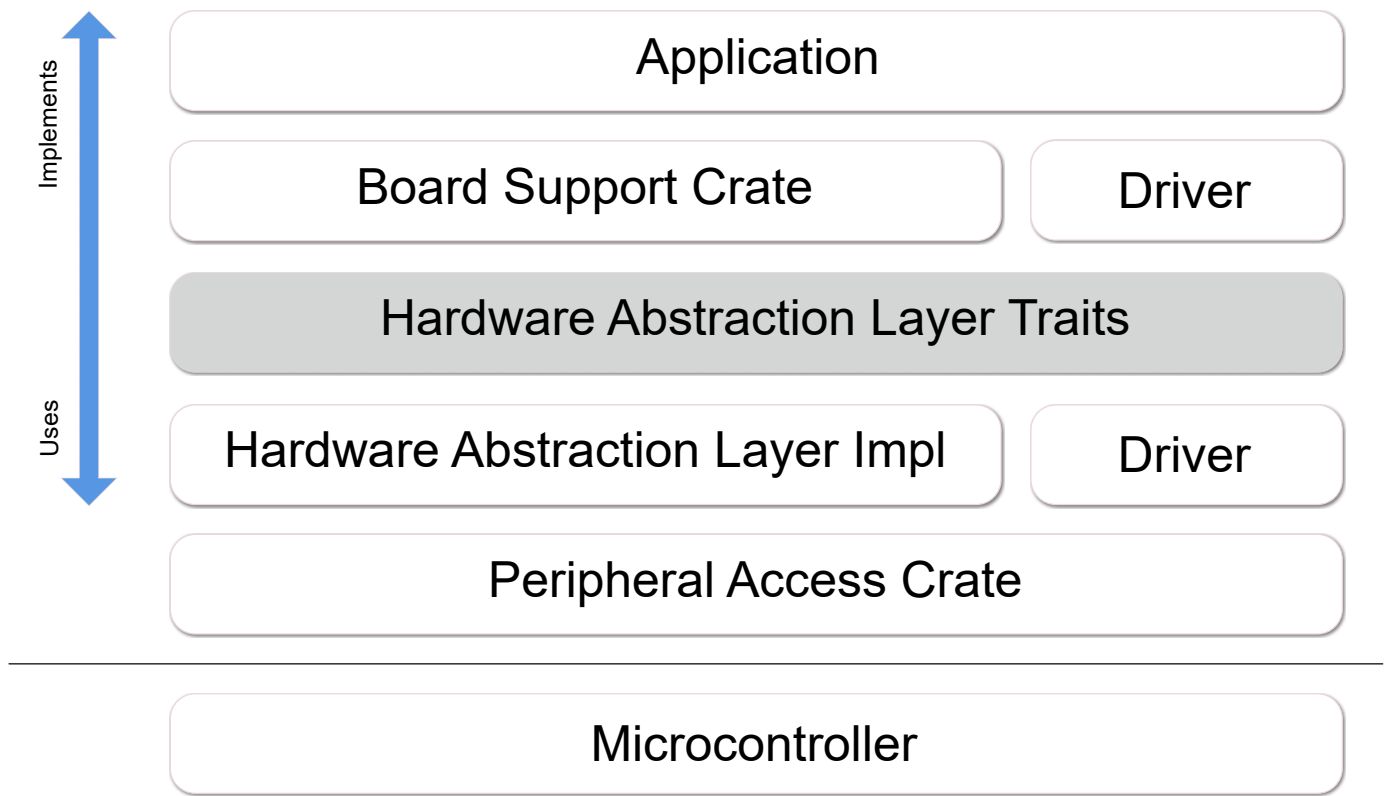 Application
Implements
Board Support Crate
Driver
Hardware Abstraction Layer Traits
Uses
Hardware Abstraction Layer Impl
Driver
Peripheral Access Crate
Microcontroller